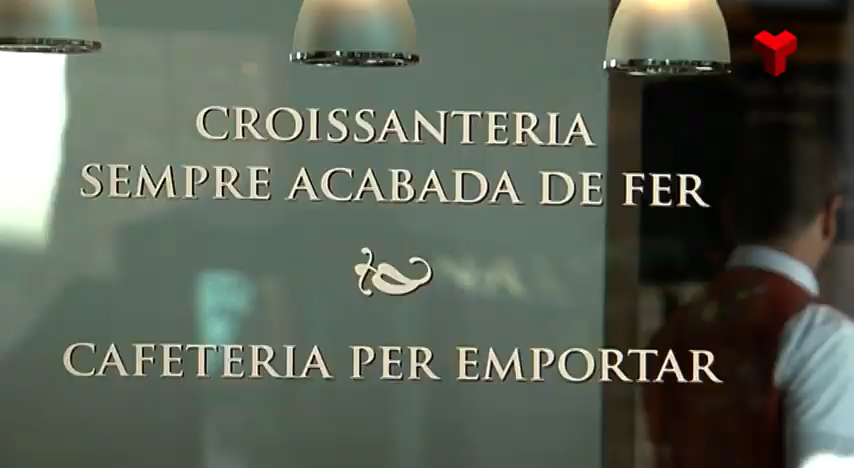 CROISSANTERIA
SEMPRE ACABADA DE FER
CAFETERIA PER EMPORTAR